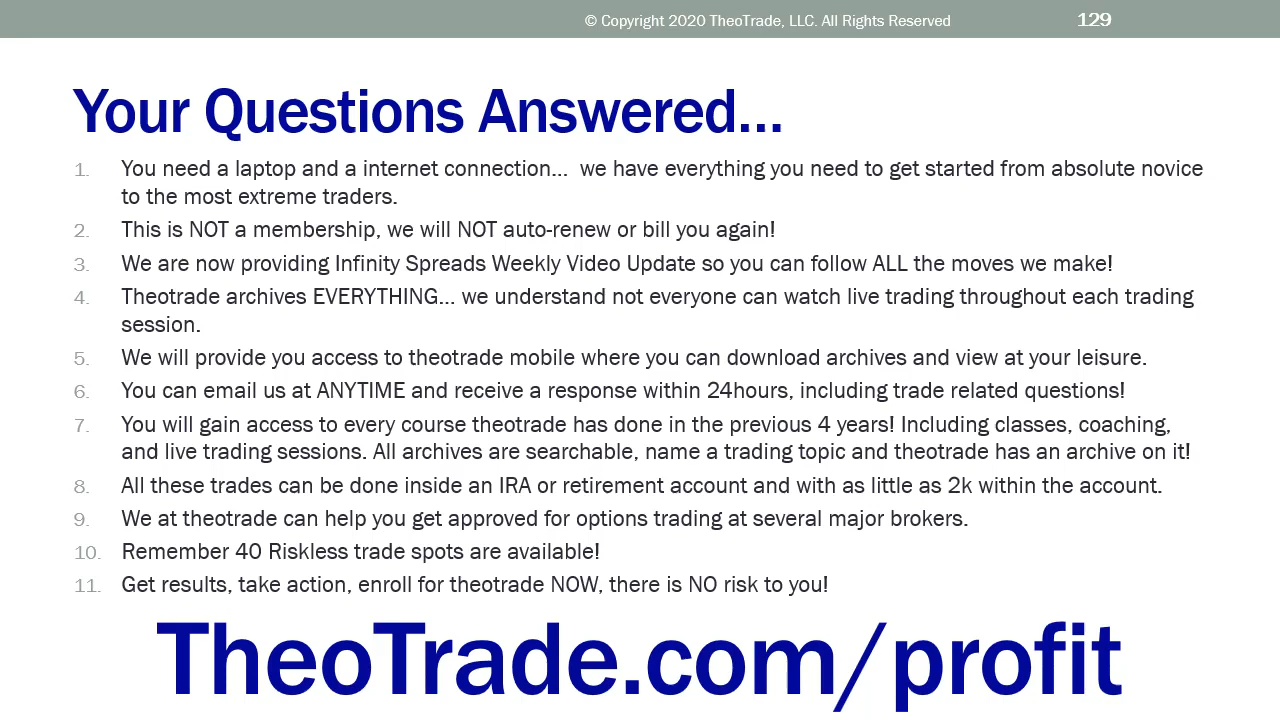 © Copyright 2020 TheoTrade, LLC. All Rights Reserved 129
Your Questions Answered...
1. You need a laptop and a internet connection... we have everything you need to get started from absolute novice
to the most extreme traders.
2. This is NOT a membership, we will NOT auto-renew or bill you again!
3. We are now providing Infinity Spreads Weekly Video Update so you can follow ALL the moves we make!
4. Theotrade archives EVERYTHING... we understand not everyone can watch live trading throughout each trading
session.
5. We will provide you access to theotrade mobile where you can download archives and view at your leisure.
6. You can email us at ANYTIME and receive a response within 24hours, including trade related questions!
7. You will gain access to every course theotrade has done in the previous 4 years! Including classes, coaching,
and live trading sessions. All archives are searchable, name a trading topic and theotrade has an archive on it!
8. All these trades can be done inside an IRA or retirement account and with as little as 2k within the account.
9. We at theotrade can help you get approved for options trading at several major brokers.
10. Remember 40 Riskless trade spots are available!
11. Get results, take action, enroll for theotrade NOW, there is NO risk to you!
TheoTrade.com/profit